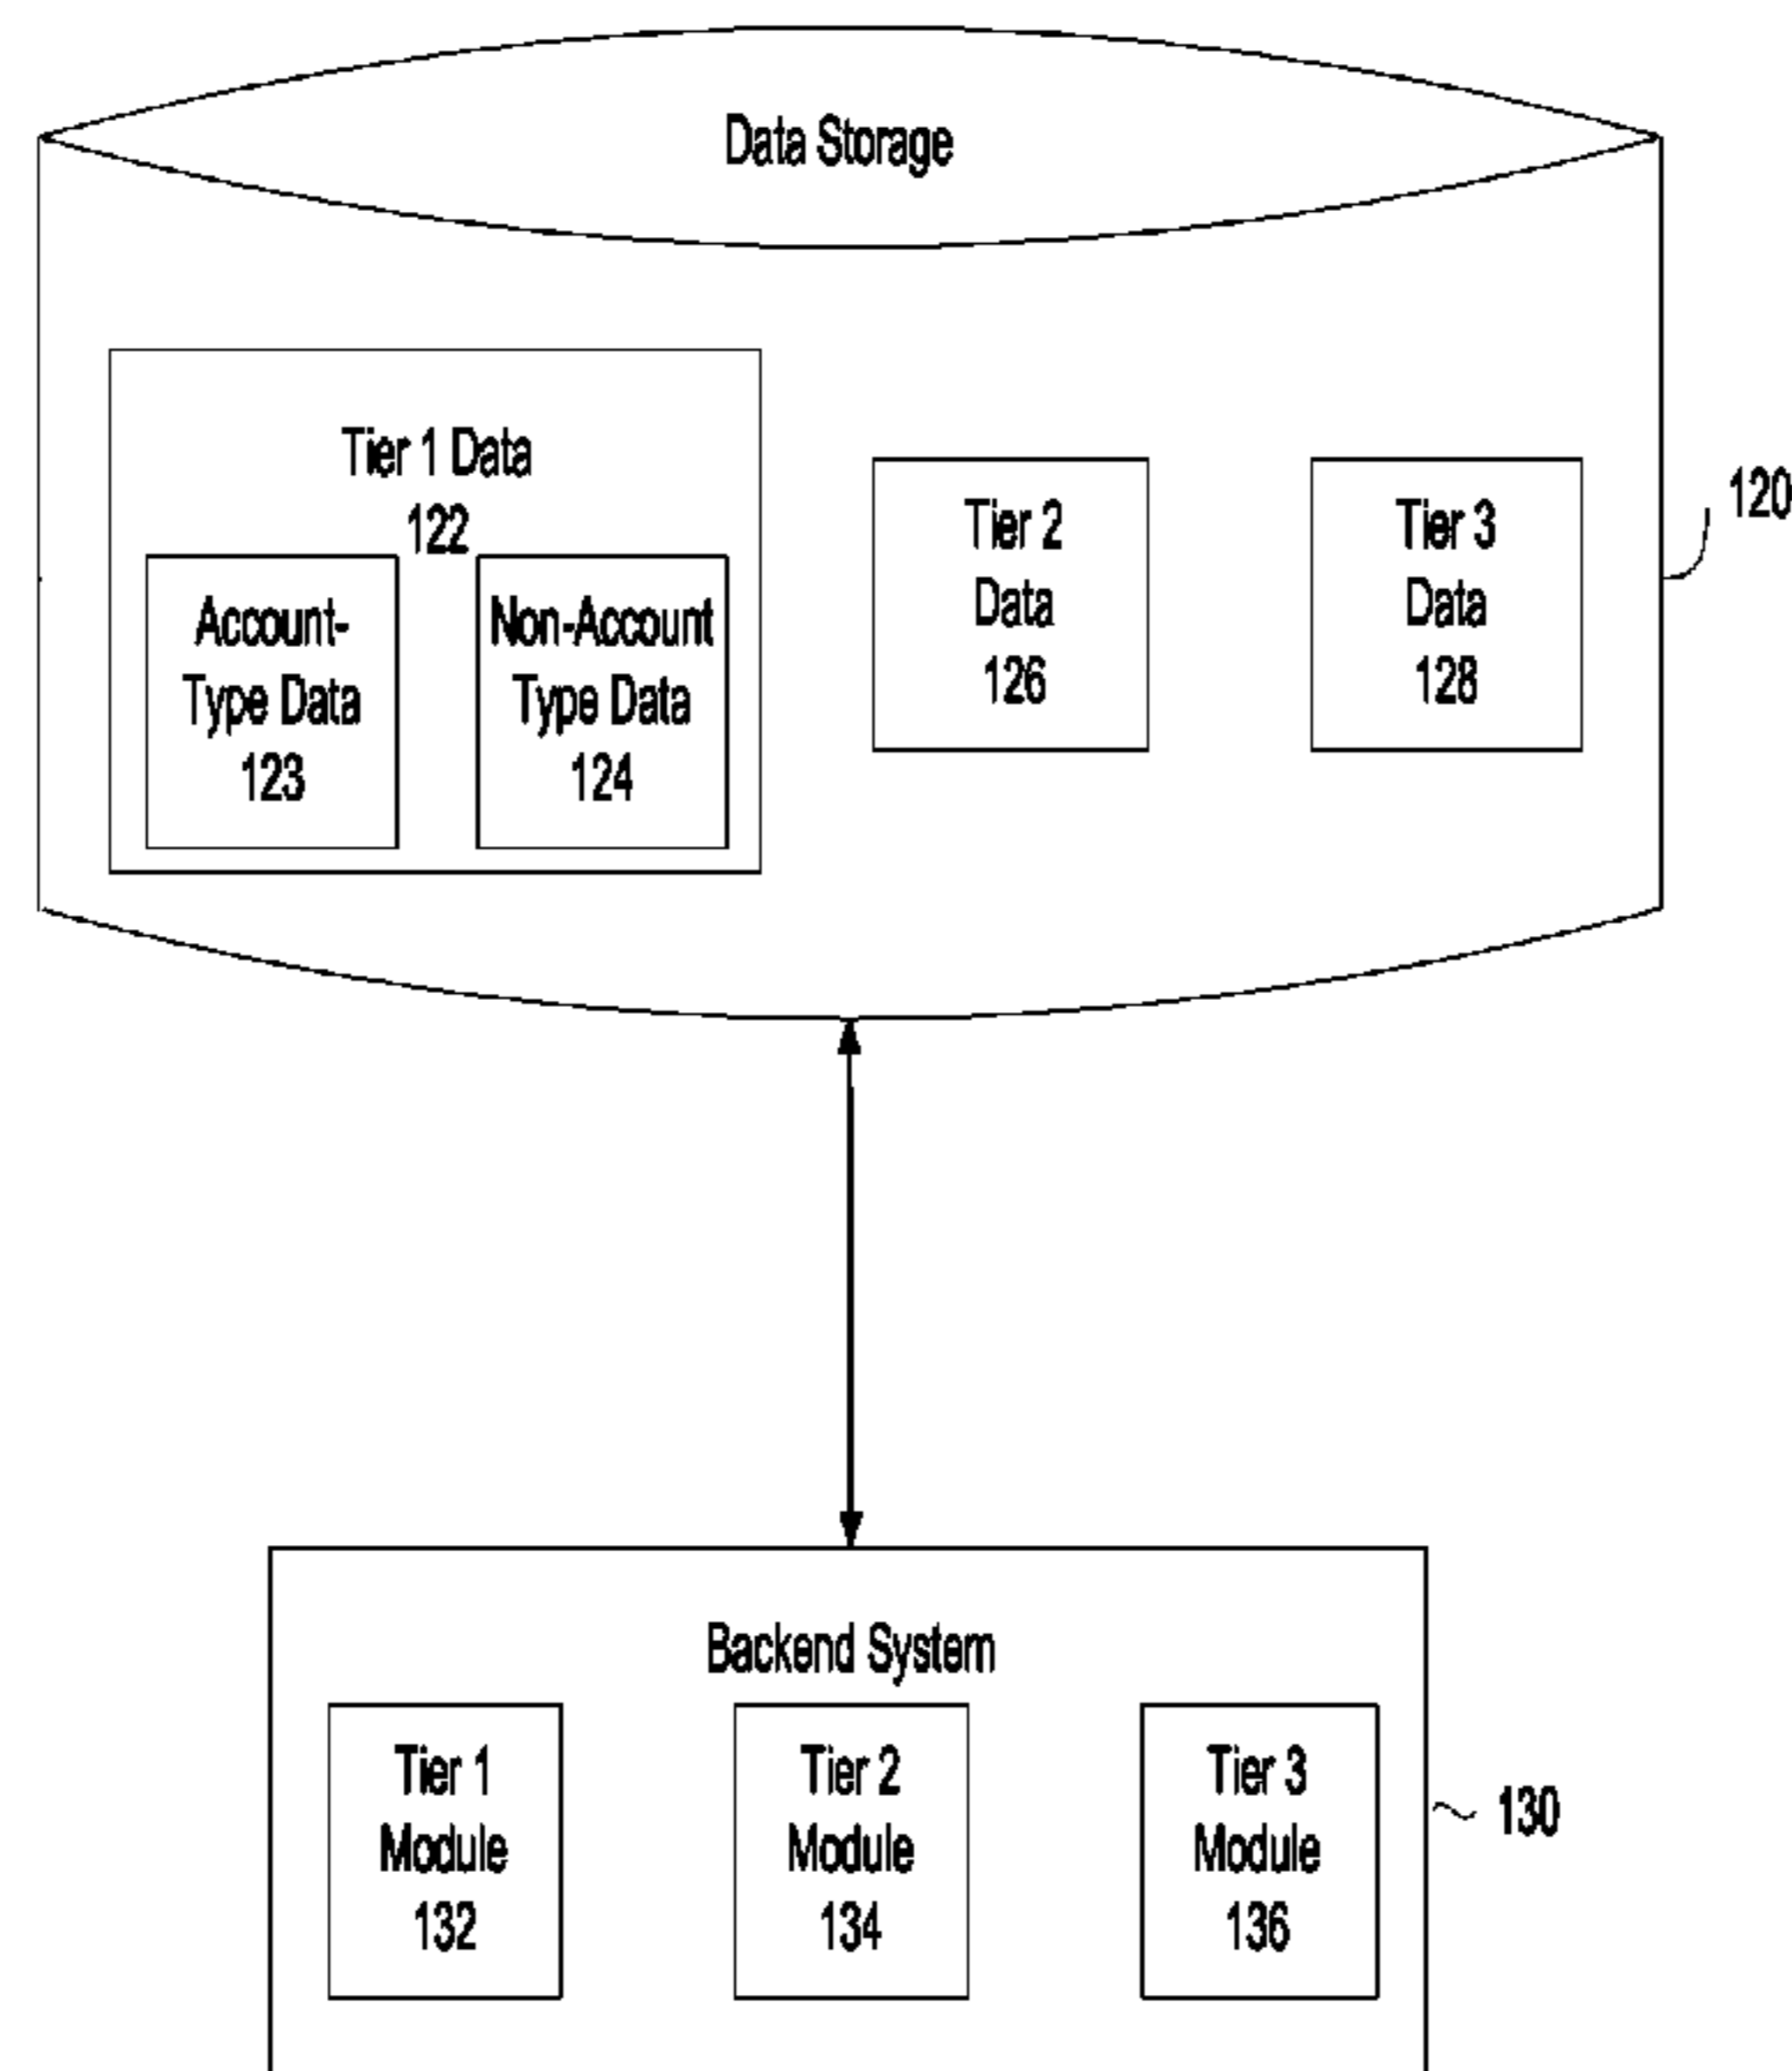 Data Storage
Tier 1 Data
122
Account-
Type Data
123
Non-Account
Type Data
124
Tier 2
Data
126
Tier 3
Data
128
120
Backend System
Tier 1
Module
132
Tier 2
Module
134
Tier 3
Module
136
130